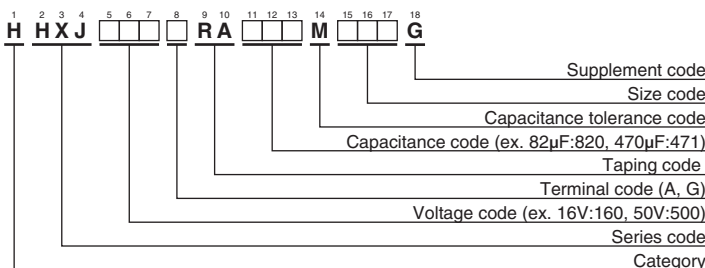 1 2 3 4 5 6 7 8 9 10 11 12 13 14 15 16 17 18
H HXJ □□□ □ RA □□□ M □□□ G
Supplement code
Size code
Capacitance tolerance code
Capacitance code (ex. 82µF:820, 470µF:471)
Taping code
Terminal code (A, G)
Voltage code (ex. 16V:160, 50V:500)
Series code
Category